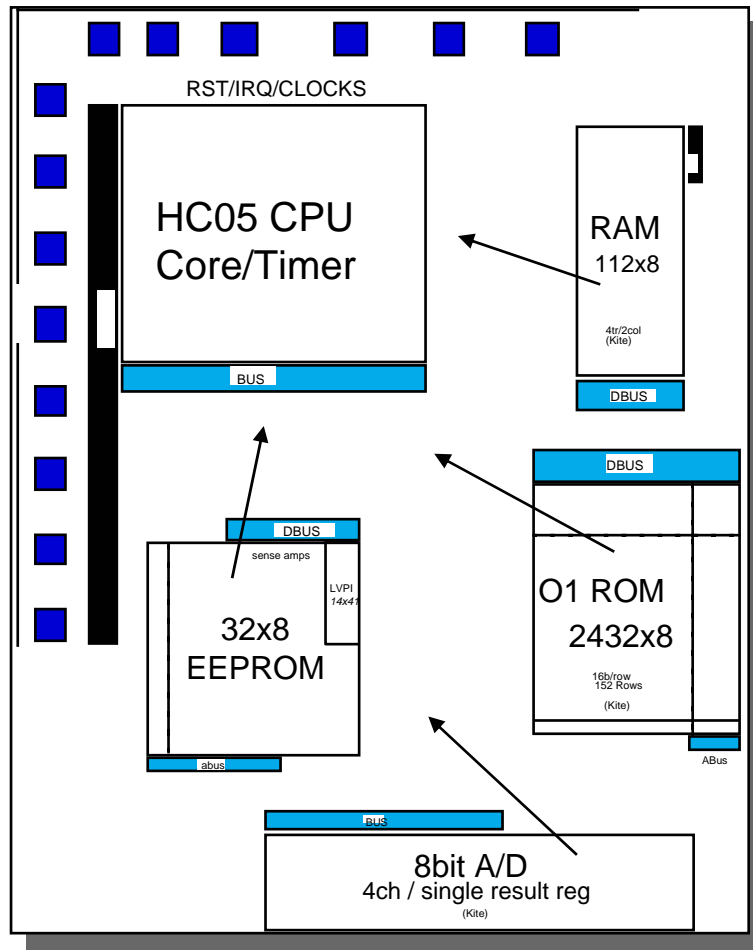 RST/IRQ/CLOCKS
HC05 CPU
Core/Timer
BUS
RAM
112x8
4tr/2col
(Kite)
DBUS
DBUS
O1 ROM
2432x8
16b/row
152 Rows
(Kite)
ABus
DBUS
sense amps
LVPI
14x41
32x8
EEPROM
abus
BUS
8bit A/D
4ch / single result reg
(Kite)